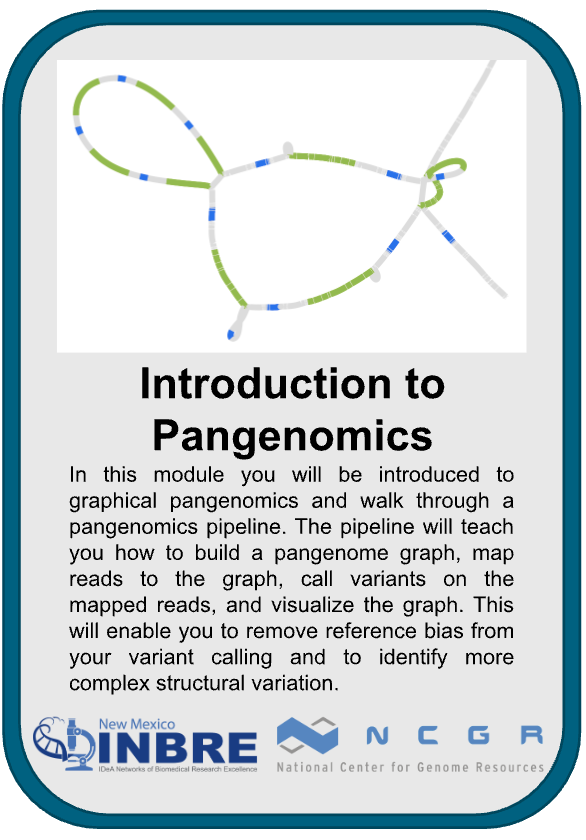 Introduction to
Pangenomics
In this module you will be introduced to
graphical pangenomics and walk through a
pangenomics pipeline. The pipeline will teach
you how to build a pangenome graph, map
reads to the graph, call variants on the
mapped reads, and visualize the graph. This
will enable you to remove reference bias from
your variant calling and to identify more
complex structural variation.
New Mexico
INBRE
IDeA Networks of Biomedical Research Excellence
N C G R
National Center for Genome Resources